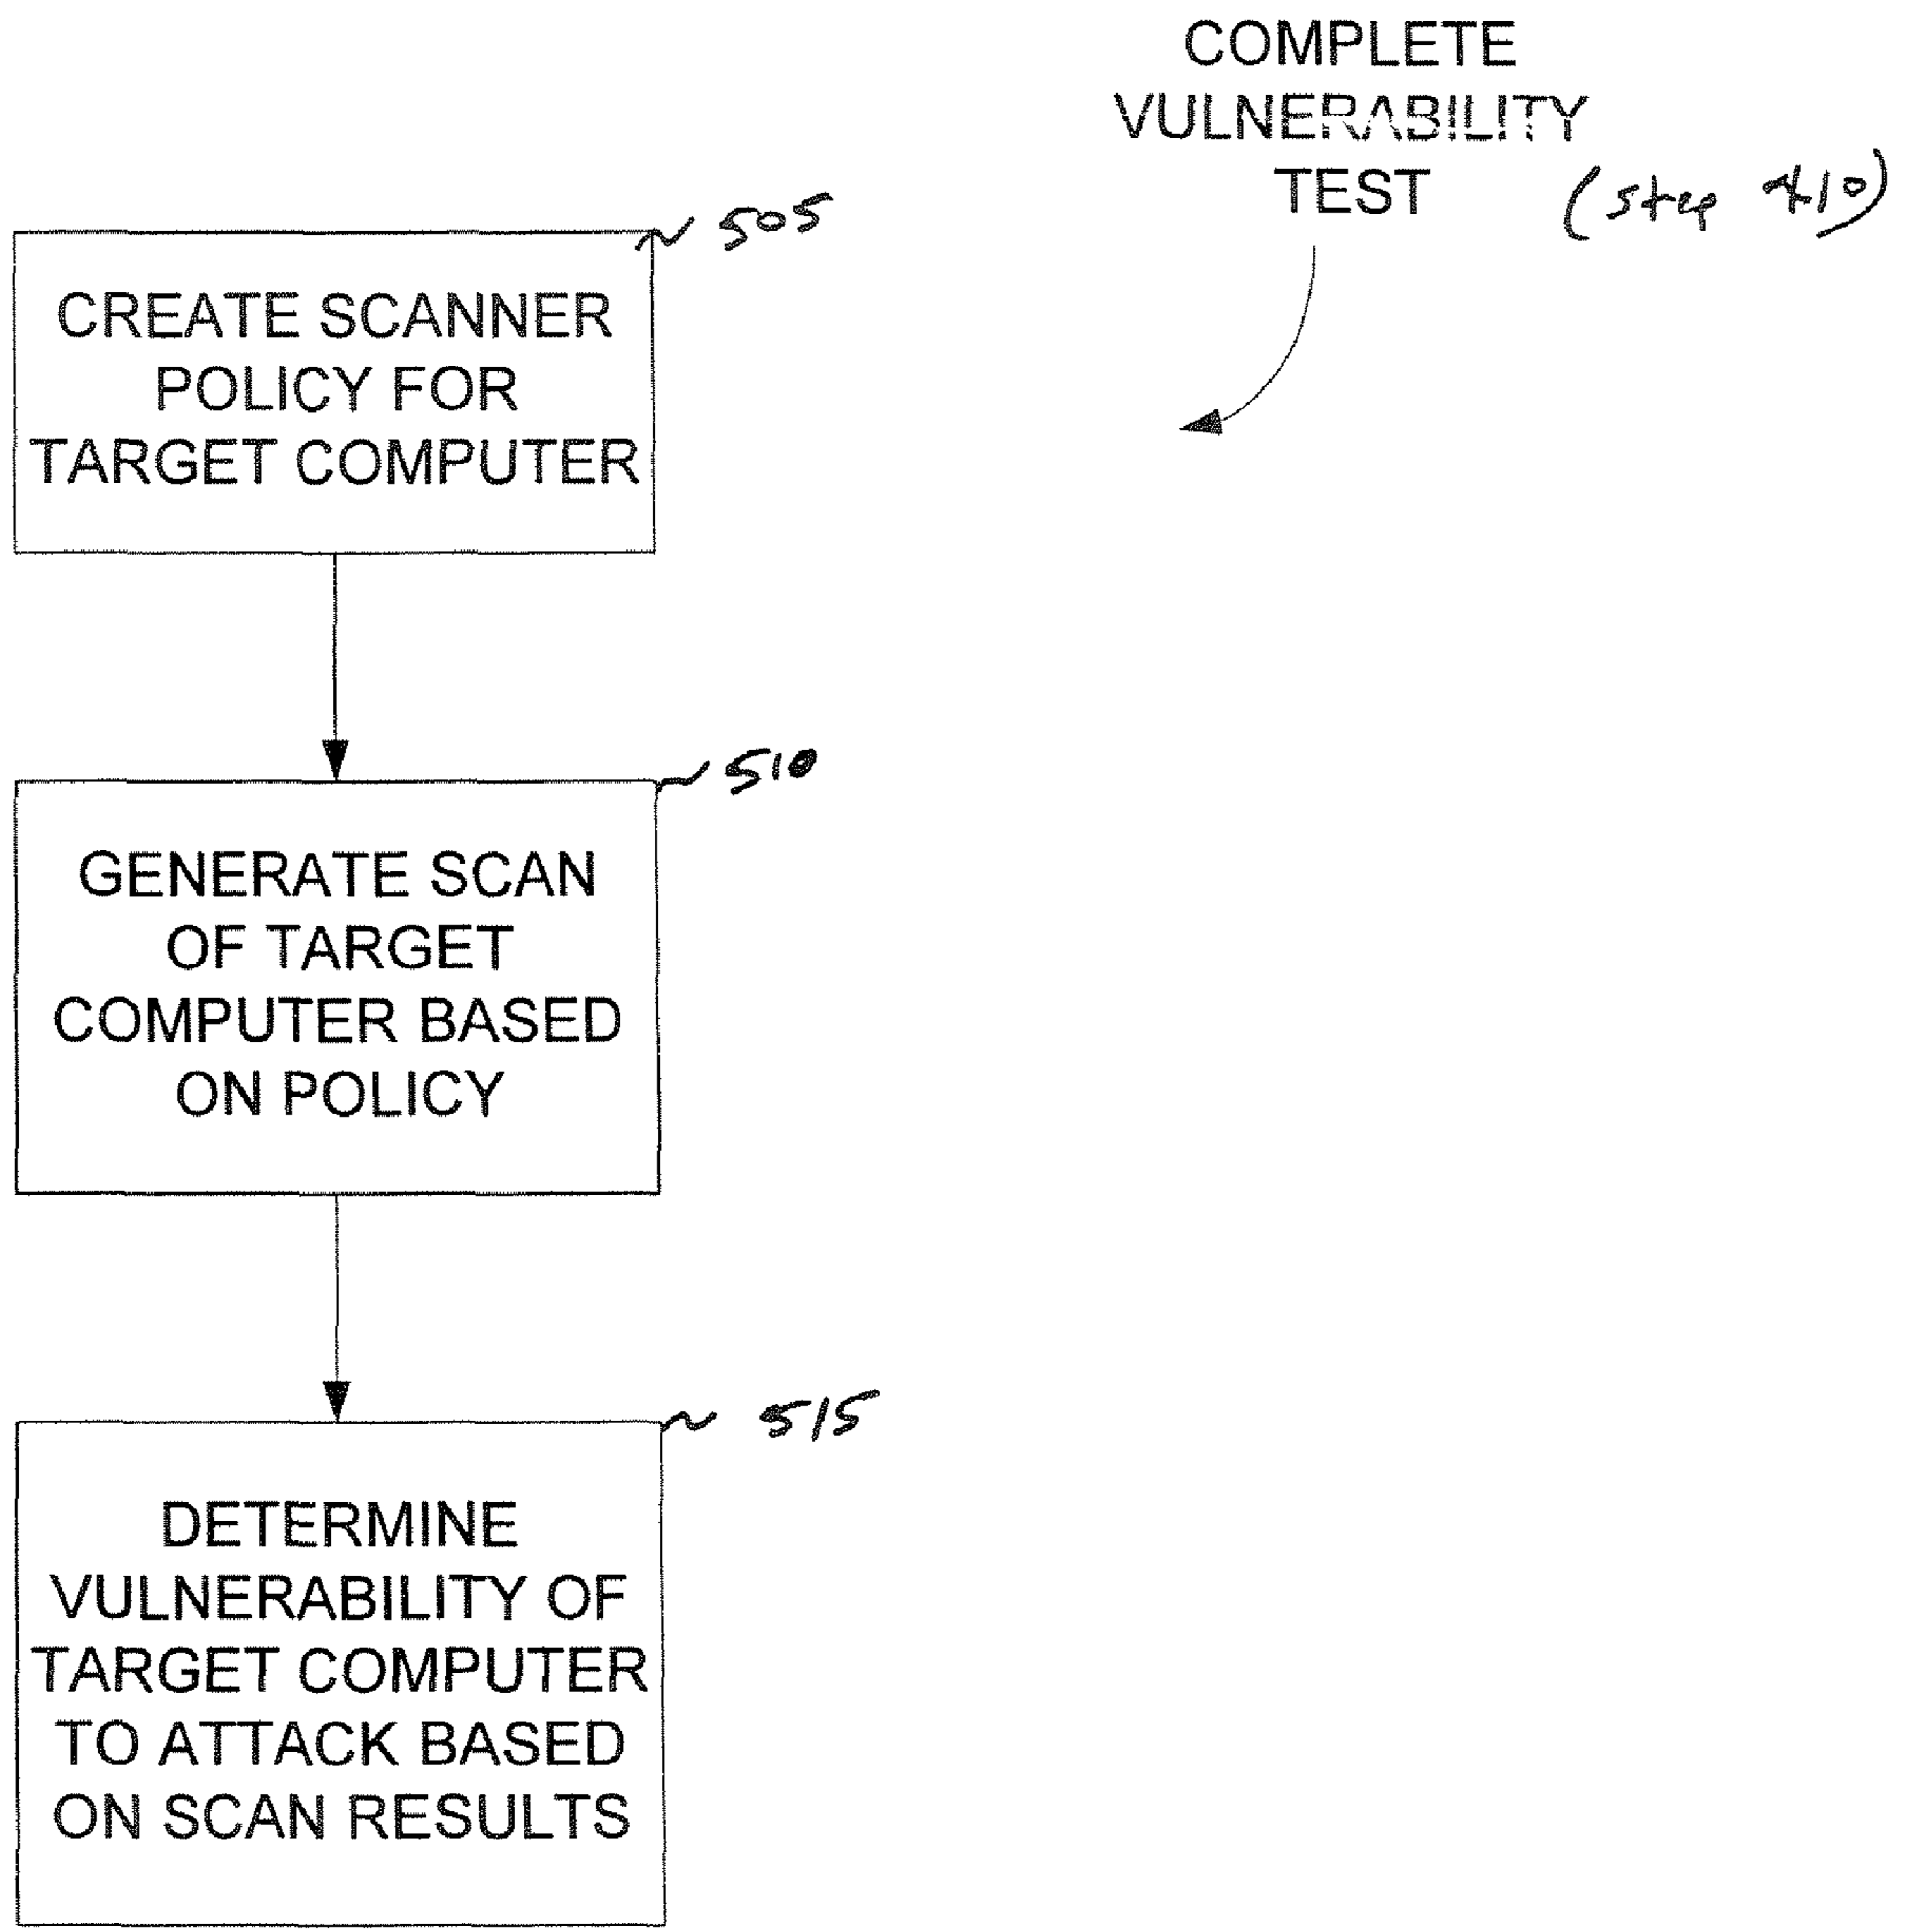 COMPLETE
VULNERABILITY
TEST (step 410)
505
CREATE SCANNER
POLICY FOR
TARGET COMPUTER
510
GENERATE SCAN
OF TARGET
COMPUTER BASED
ON POLICY
515
DETERMINE
VULNERABILITY OF
TARGET COMPUTER
TO ATTACK BASED
ON SCAN RESULTS